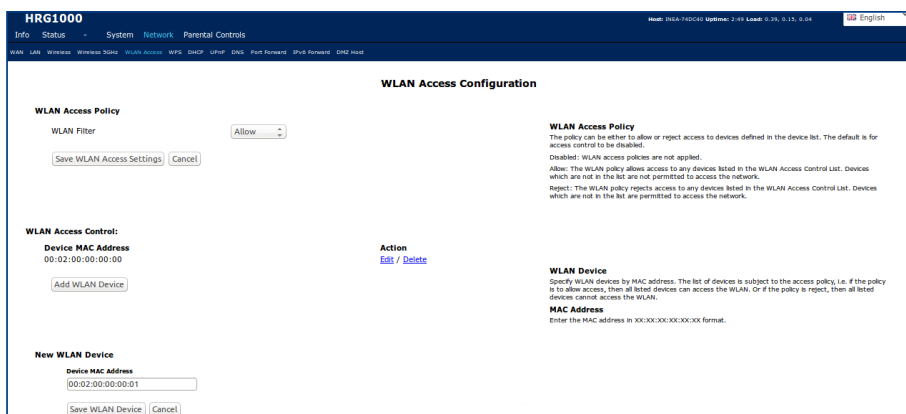 HRG1000
Host: INEA-74DC40 Uptime: 2:49 Load: 0.39, 0.15, 0.04
English
Info Status - System Network Parental Controls
WAN LAN Wireless Wireless 5GHz WLAN Access WPS DHCP UPnP DNS Port Forward IPv6 Forward DMZ Host
WLAN Access Configuration
WLAN Access Policy
WLAN Filter Allow
Save WLAN Access Settings Cancel
WLAN Access Policy
The policy can be either to allow or reject access to devices defined in the device list. The default is for
access control to be disabled.
Disabled: WLAN access policies are not applied.
Allow: The WLAN policy allows access to any devices listed in the WLAN Access Control List. Devices
which are not in the list are not permitted to access the network.
Reject: The WLAN policy rejects access to any devices listed in the WLAN Access Control List. Devices
which are not in the list are permitted to access the network.
WLAN Access Control:
Device MAC Address Action
00:02:00:00:00:00 Edit / Delete
Add WLAN Device
WLAN Device
Specify WLAN devices by MAC address. The list of devices is subject to the access policy, i.e. if the policy
is to allow access, then all listed devices can access the WLAN. Or if the policy is reject, then all listed
devices cannot access the WLAN.
MAC Address
Enter the MAC address in XX:XX:XX:XX:XX:XX format.
New WLAN Device
Device MAC Address
00:02:00:00:00:01
Save WLAN Device Cancel